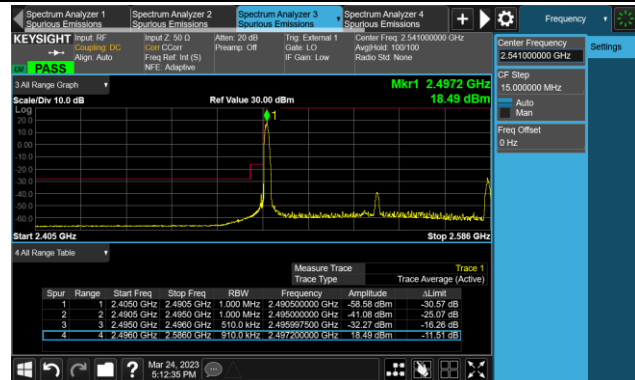 Spectrum Analyzer 1
Spurious Emissions
Spectrum Analyzer 2
Spurious Emissions
Spectrum Analyzer 3
Spurious Emissions
Spectrum Analyzer 4
Spurious Emissions
Frequency
KEYSIGHT
Input: RF
Coupling: DC
Align: Auto
Input Z: 50 Ω
Corr CCorr
Freq Ref: Int (S)
NFE: Adaptive
Atten: 20 dB
Preamp: Off
Trig: External 1
Gate: LO
IF Gain: Low
Center Freq: 2.541000000 GHz
Avg|Hold: 100/100
Radio Std: None
LXI PASS
Center Frequency
2.541000000 GHz
Settings
CF Step
15.000000 MHz
Auto
Man
Freq Offset
0 Hz
3 All Range Graph
Mkr1 2.4972 GHz
Scale/Div 10.0 dB
Ref Value 30.00 dBm
18.49 dBm
Log
20.0
10.0
0.00
-10.0
-20.0
-30.0
-40.0
-50.0
-60.0
1
Start 2.405 GHz
Stop 2.586 GHz
4 All Range Table
Measure Trace Trace 1
Trace Type Trace Average (Active)
Spur Range Start Freq Stop Freq RBW Frequency Amplitude ΔLimit
1 1 2.4050 GHz 2.4905 GHz 1.000 MHz 2.490500000 GHz -58.58 dBm -30.57 dB
2 2 2.4905 GHz 2.4950 GHz 1.000 MHz 2.495000000 GHz -41.08 dBm -25.07 dB
3 3 2.4950 GHz 2.4960 GHz 510.0 kHz 2.495997500 GHz -32.27 dBm -16.26 dB
4 4 2.4960 GHz 2.5860 GHz 910.0 kHz 2.497200000 GHz 18.49 dBm -11.51 dB
Mar 24, 2023
5:12:35 PM